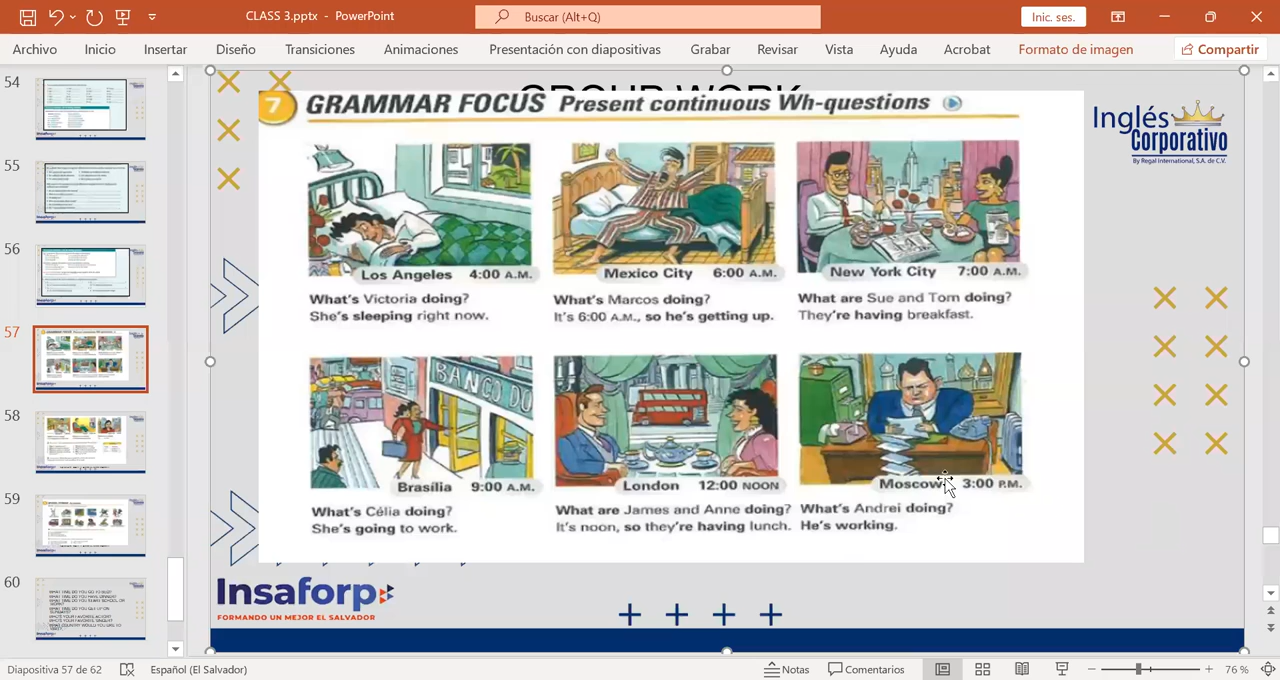 CLASS 3.pptx - PowerPoint
Buscar (Alt+Q)
Inic. ses.
Archivo Inicio Insertar Diseño Transiciones Animaciones Presentación con diapositivas Grabar Revisar Vista Ayuda Acrobat Formato de imagen Compartir
54
55
56
57
58
59
60
GROUP WORK
7 GRAMMAR FOCUS Present continuous Wh-questions
Inglés
Corporativo
By Regal International, S.A. de C.V.
Los Angeles 4:00 A.M.
Mexico City 6:00 A.M.
New York City 7:00 A.M.
What's Victoria doing?
She's sleeping right now.
What's Marcos doing?
It's 6:00 A.M., so he's getting up.
What are Sue and Tom doing?
They're having breakfast.
BANCO DO
Brasília 9:00 A.M.
London 12:00 NOON
Moscow 3:00 P.M.
What's Célia doing?
She's going to work.
What are James and Anne doing?
It's noon, so they're having lunch.
What's Andrei doing?
He's working.
Insaforp
FORMANDO UN MEJOR EL SALVADOR
Diapositiva 57 de 62 Español (El Salvador) Notas Comentarios 76 %